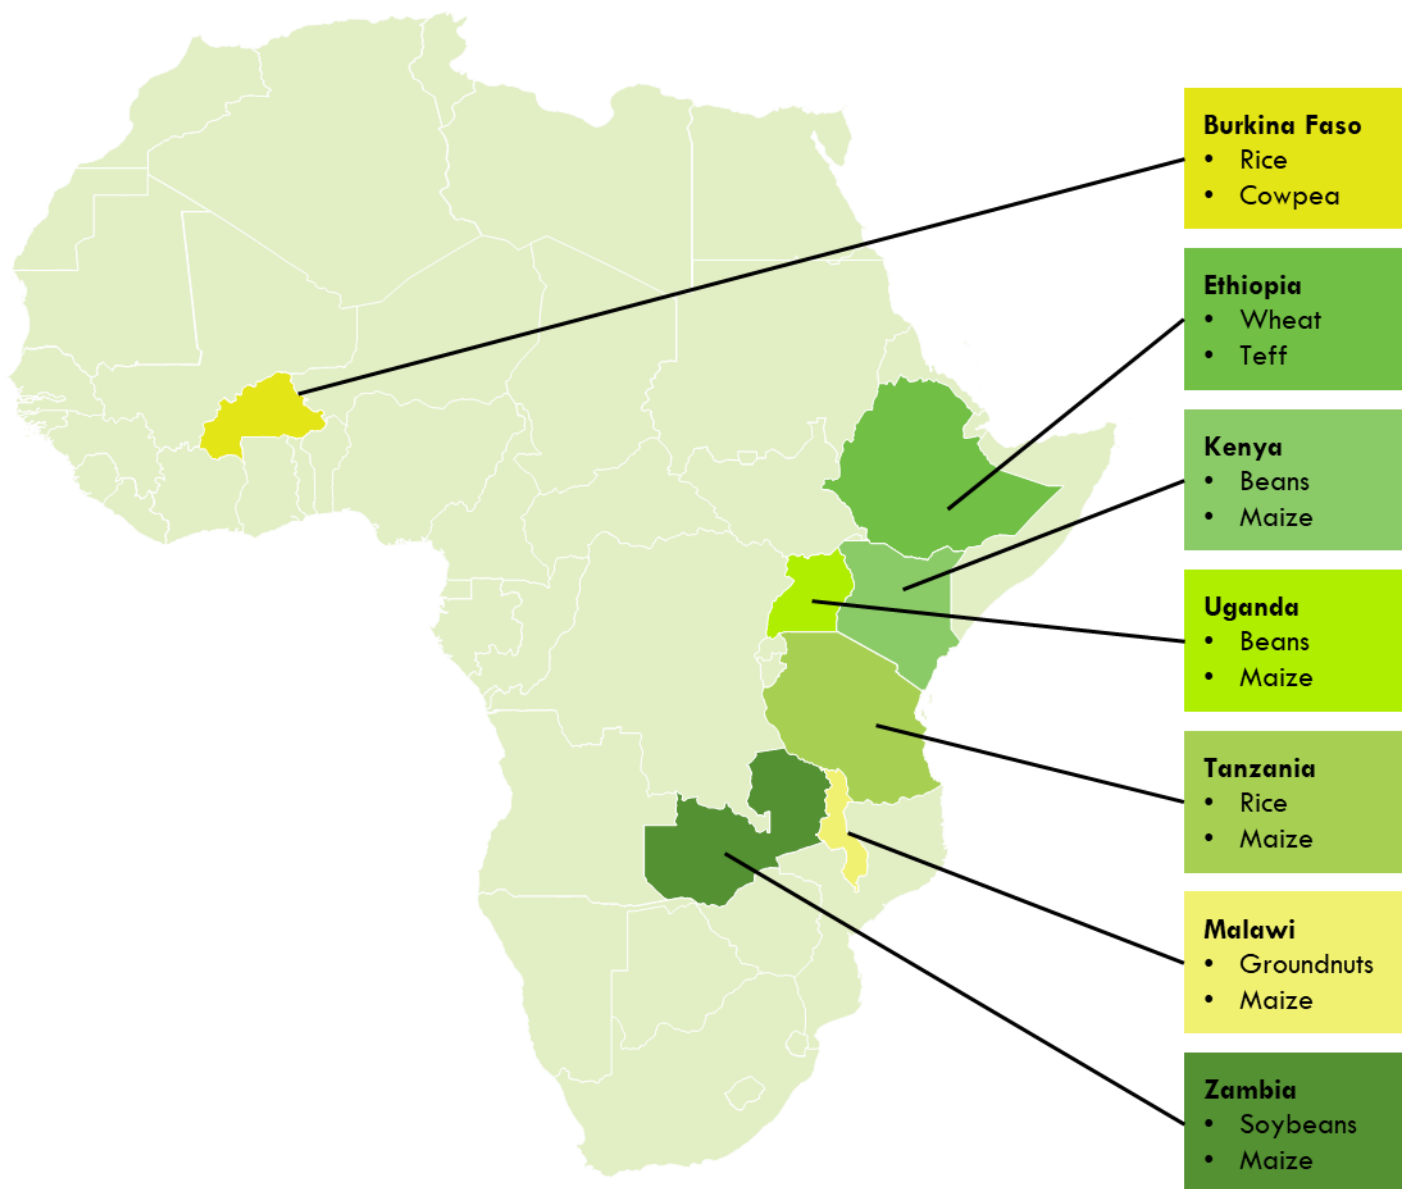 Burkina Faso
• Rice
• Cowpea
Ethiopia
• Wheat
• Teff
Kenya
• Beans
• Maize
Uganda
• Beans
• Maize
Tanzania
• Rice
• Maize
Malawi
• Groundnuts
• Maize
Zambia
• Soybeans
• Maize